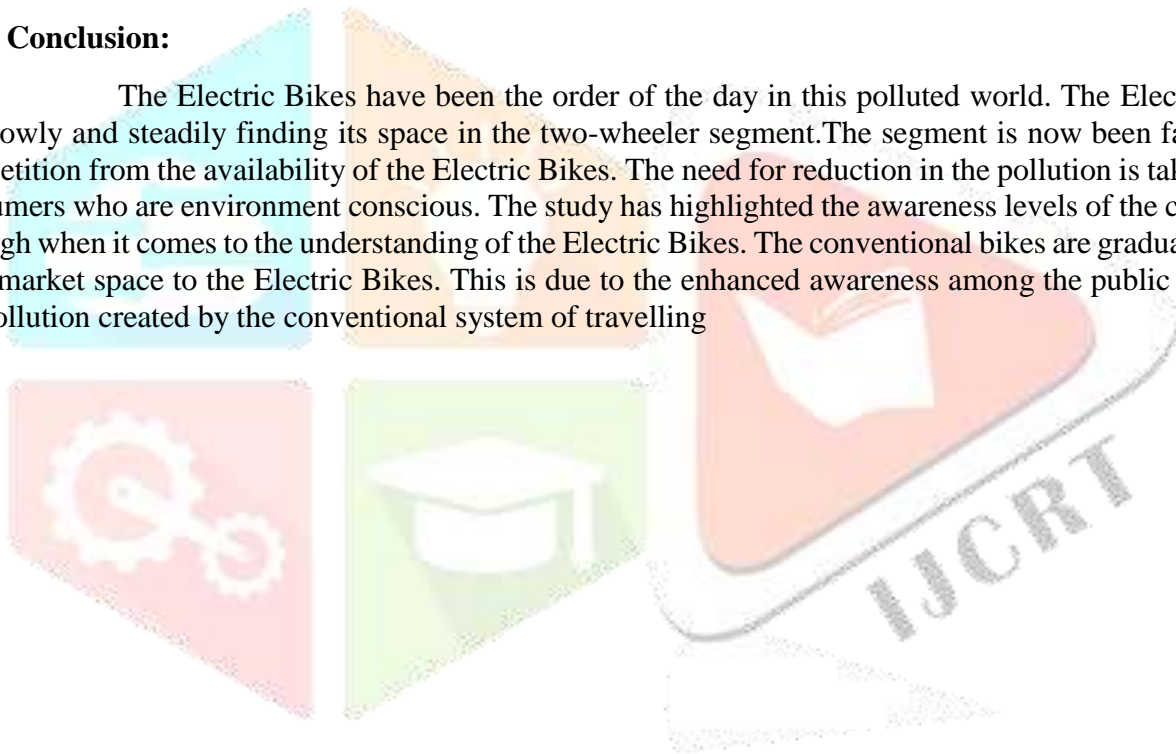 Conclusion:
The Electric Bikes have been the order of the day in this polluted world. The Elec
owly and steadily finding its space in the two-wheeler segment.The segment is now been fa
etition from the availability of the Electric Bikes. The need for reduction in the pollution is tak
umers who are environment conscious. The study has highlighted the awareness levels of the c
gh when it comes to the understanding of the Electric Bikes. The conventional bikes are gradua
market space to the Electric Bikes. This is due to the enhanced awareness among the public
ollution created by the conventional system of travelling
IJCRT